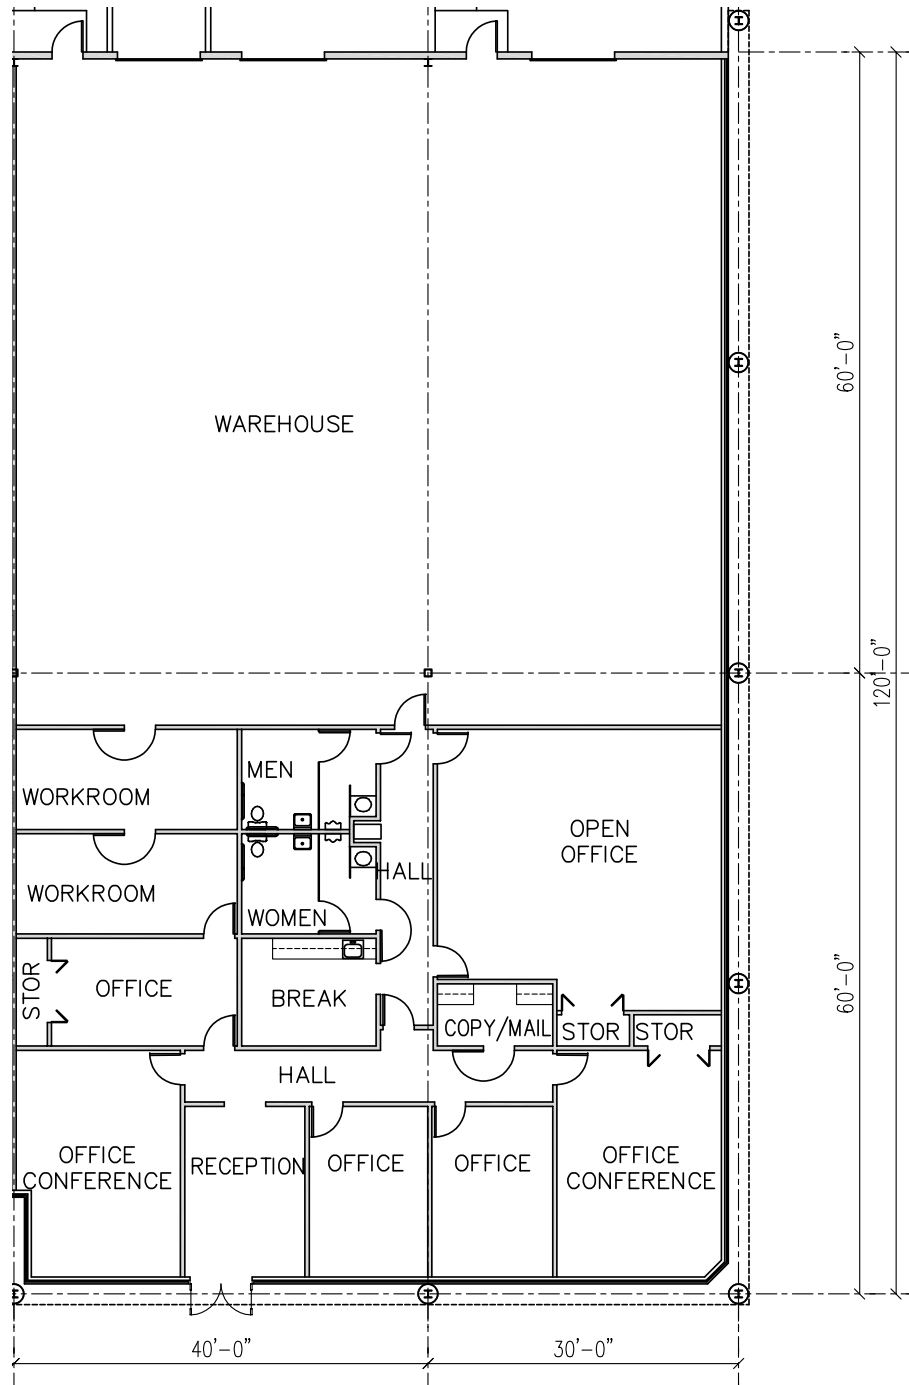 60'-0"
WAREHOUSE
120'-0"
MEN
WORKROOM
OPEN
OFFICE
HALL
WORKROOM
WOMEN
STOR
OFFICE
BREAK
60'-0"
COPY/MAIL
STOR
STOR
HALL
OFFICE
CONFERENCE
RECEPTION
OFFICE
OFFICE
OFFICE
CONFERENCE
40'-0"
30'-0"